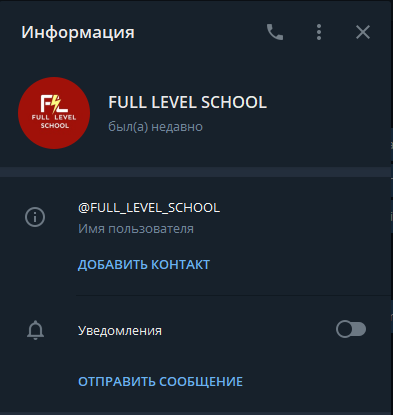 Информация
FL
FULL LEVEL
SCHOOL
FULL LEVEL SCHOOL
был(а) недавно
@FULL_LEVEL_SCHOOL
Имя пользователя
ДОБАВИТЬ КОНТАКТ
Уведомления
ОТПРАВИТЬ СООБЩЕНИЕ